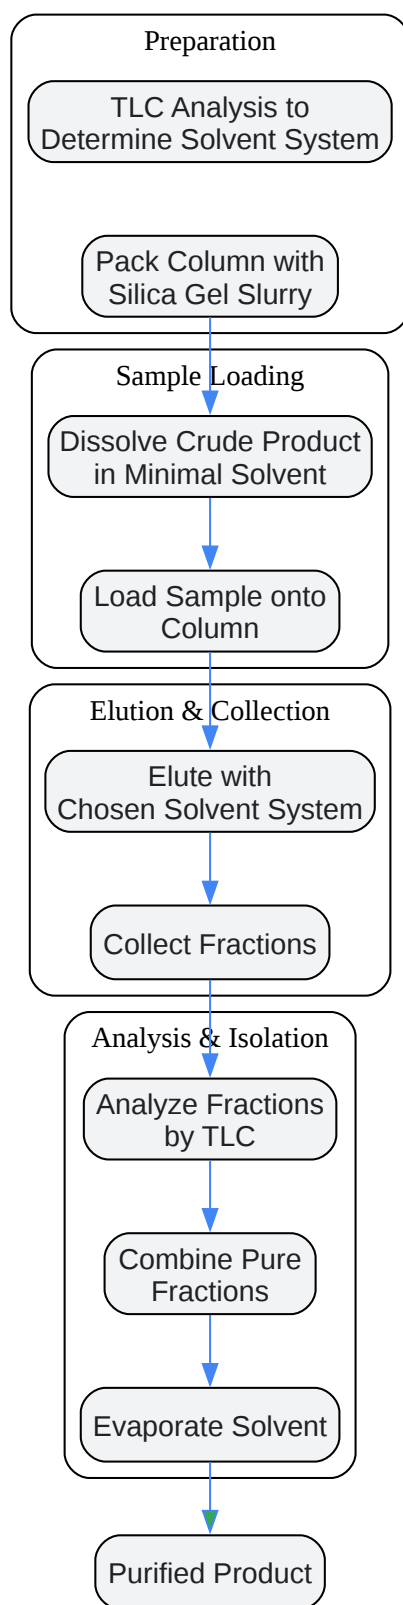 Preparation
TLC Analysis to
Determine Solvent System
Pack Column with
Silica Gel Slurry
Sample Loading
Dissolve Crude Product
in Minimal Solvent
Load Sample onto
Column
Elution & Collection
Elute with
Chosen Solvent System
Collect Fractions
Analysis & Isolation
Analyze Fractions
by TLC
Combine Pure
Fractions
Evaporate Solvent
Purified Product